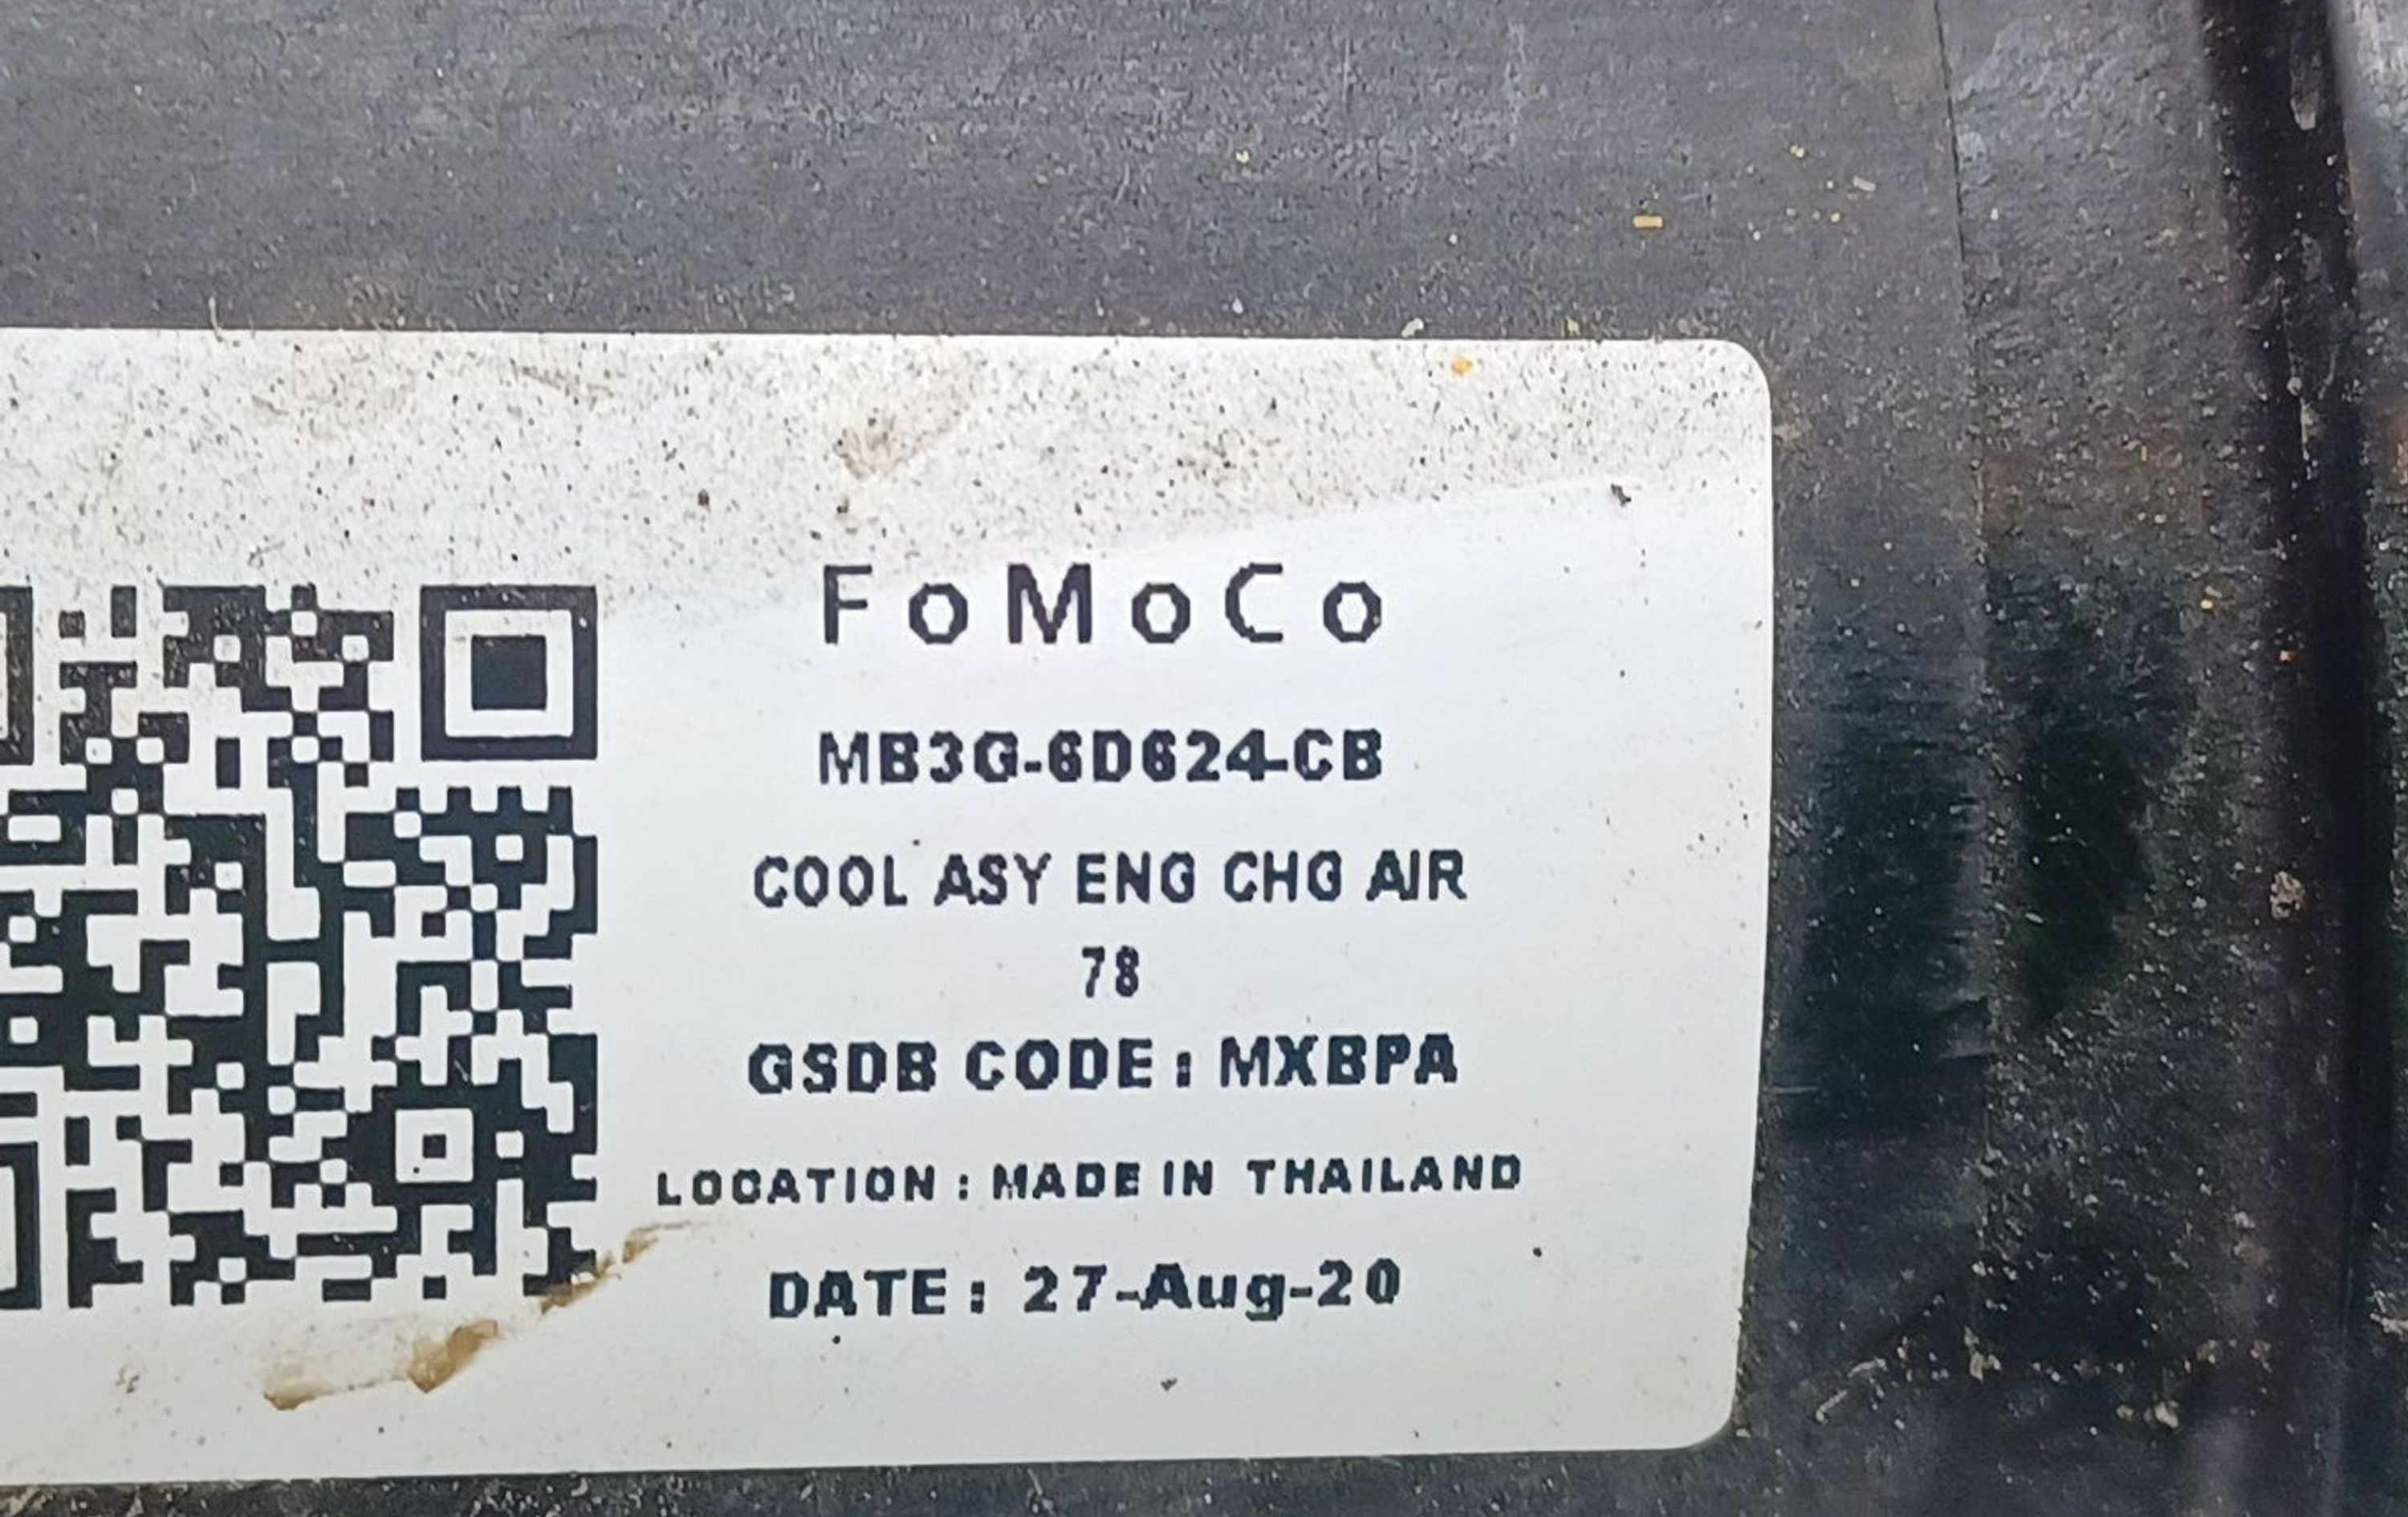 FoMoCo
MB3G-6D624-CB
COOL ASY ENG CHG AIR
78
GSDB CODE : MXBPA
LOCATION : MADE IN THAILAND
DATE : 27-Aug-20